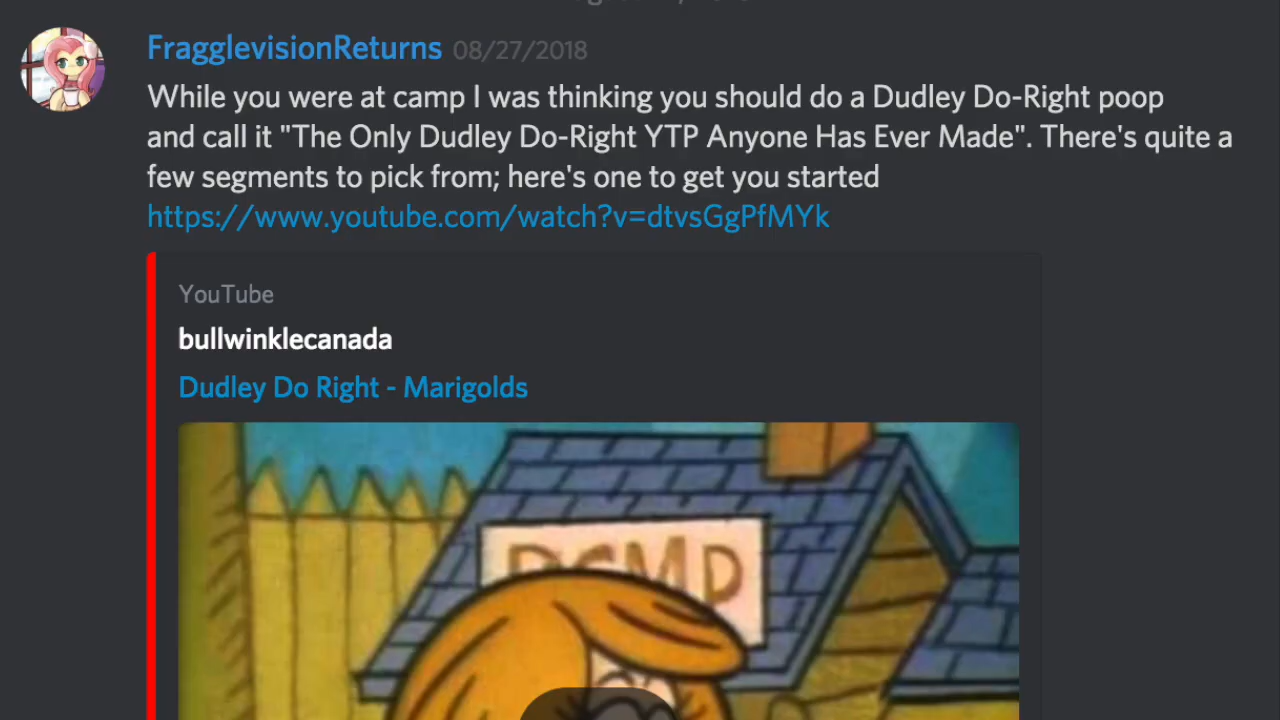 FragglevisionReturns 08/27/2018
While you were at camp I was thinking you should do a Dudley Do-Right poop
and call it "The Only Dudley Do-Right YTP Anyone Has Ever Made". There's quite a
few segments to pick from; here's one to get you started
https://www.youtube.com/watch?v=dtvsGgPfMYk
YouTube
bullwinklecanada
Dudley Do Right - Marigolds